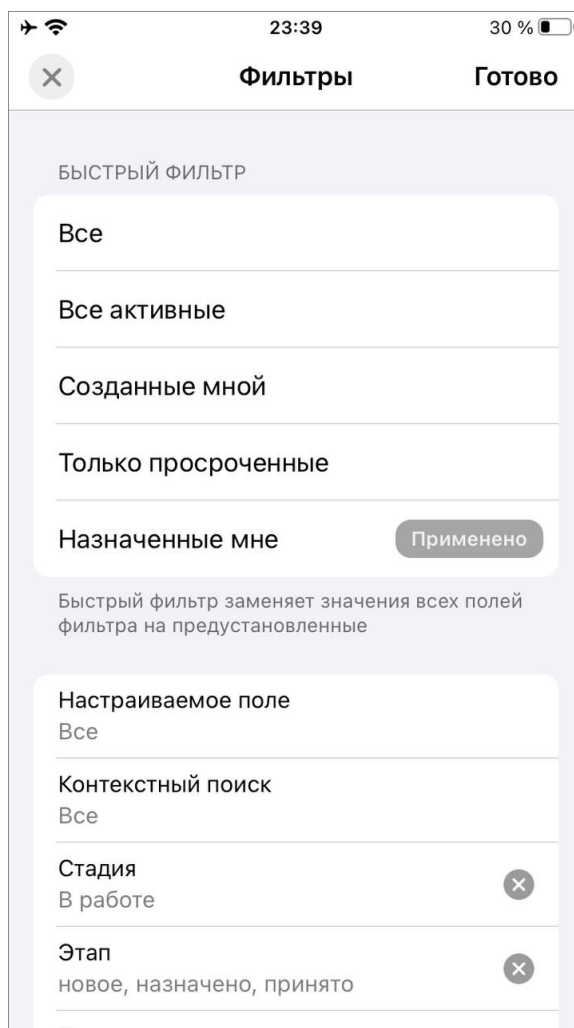 23:39
30 %
Фильтры
Готово
БЫСТРЫЙ ФИЛЬТР
Все
Все активные
Созданные мной
Только просроченные
Назначенные мне
Применено
Быстрый фильтр заменяет значения всех полей
фильтра на предустановленные
Настраиваемое поле
Все
Контекстный поиск
Все
Стадия
В работе
Этап
новое, назначено, принято